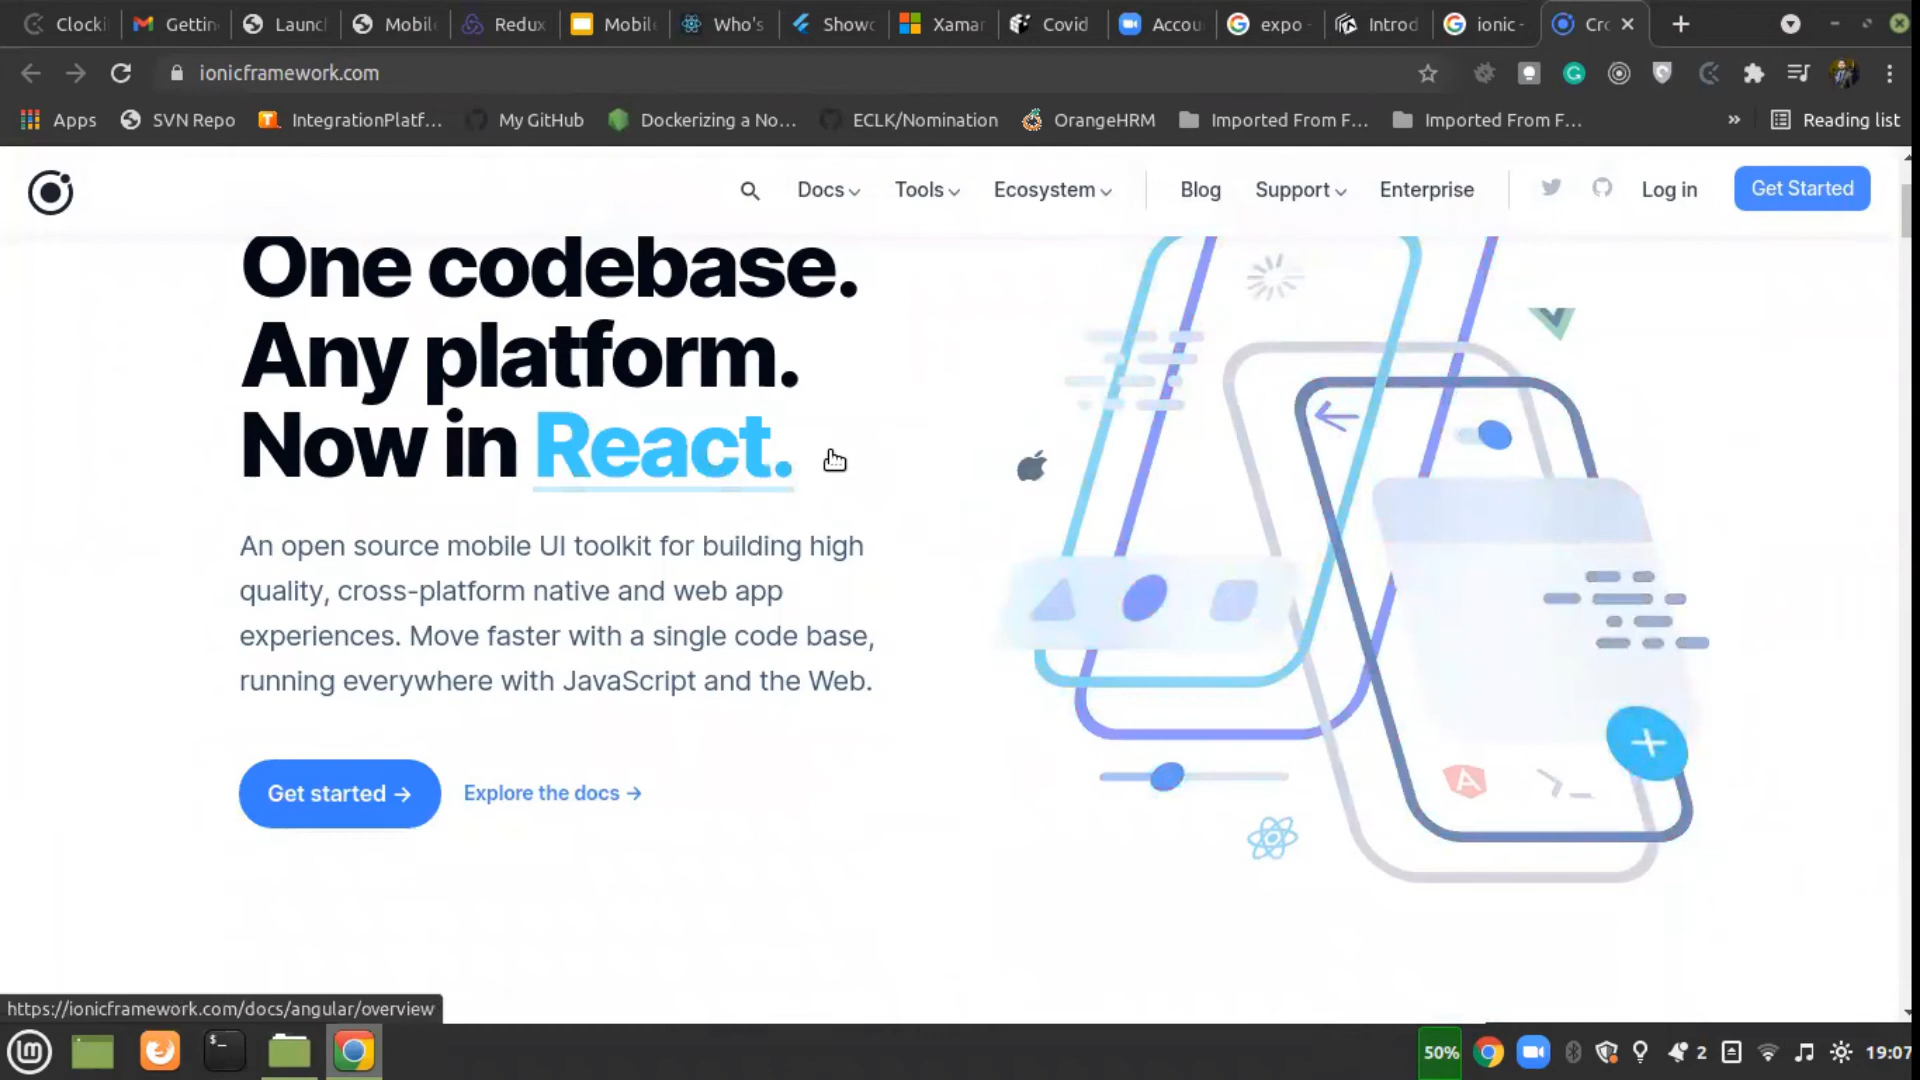 Clocki
Gettin
Launc
Mobil
Redux
Mobil
Who's
Showc
Xamar
Covid
Accou
expo -
Introd
ionic -
Cro
ionicframework.com
Apps
SVN Repo
IntegrationPlatf...
My GitHub
Dockerizing a No...
ECLK/Nomination
OrangeHRM
Imported From F...
Imported From F...
»
Reading list
Docs
Tools
Ecosystem
Blog
Support
Enterprise
Log in
Get Started
One codebase.
Any platform.
Now in React.
An open source mobile UI toolkit for building high
quality, cross-platform native and web app
experiences. Move faster with a single code base,
running everywhere with JavaScript and the Web.
Get started →
Explore the docs →
https://ionicframework.com/docs/angular/overview
50%
2
19:07